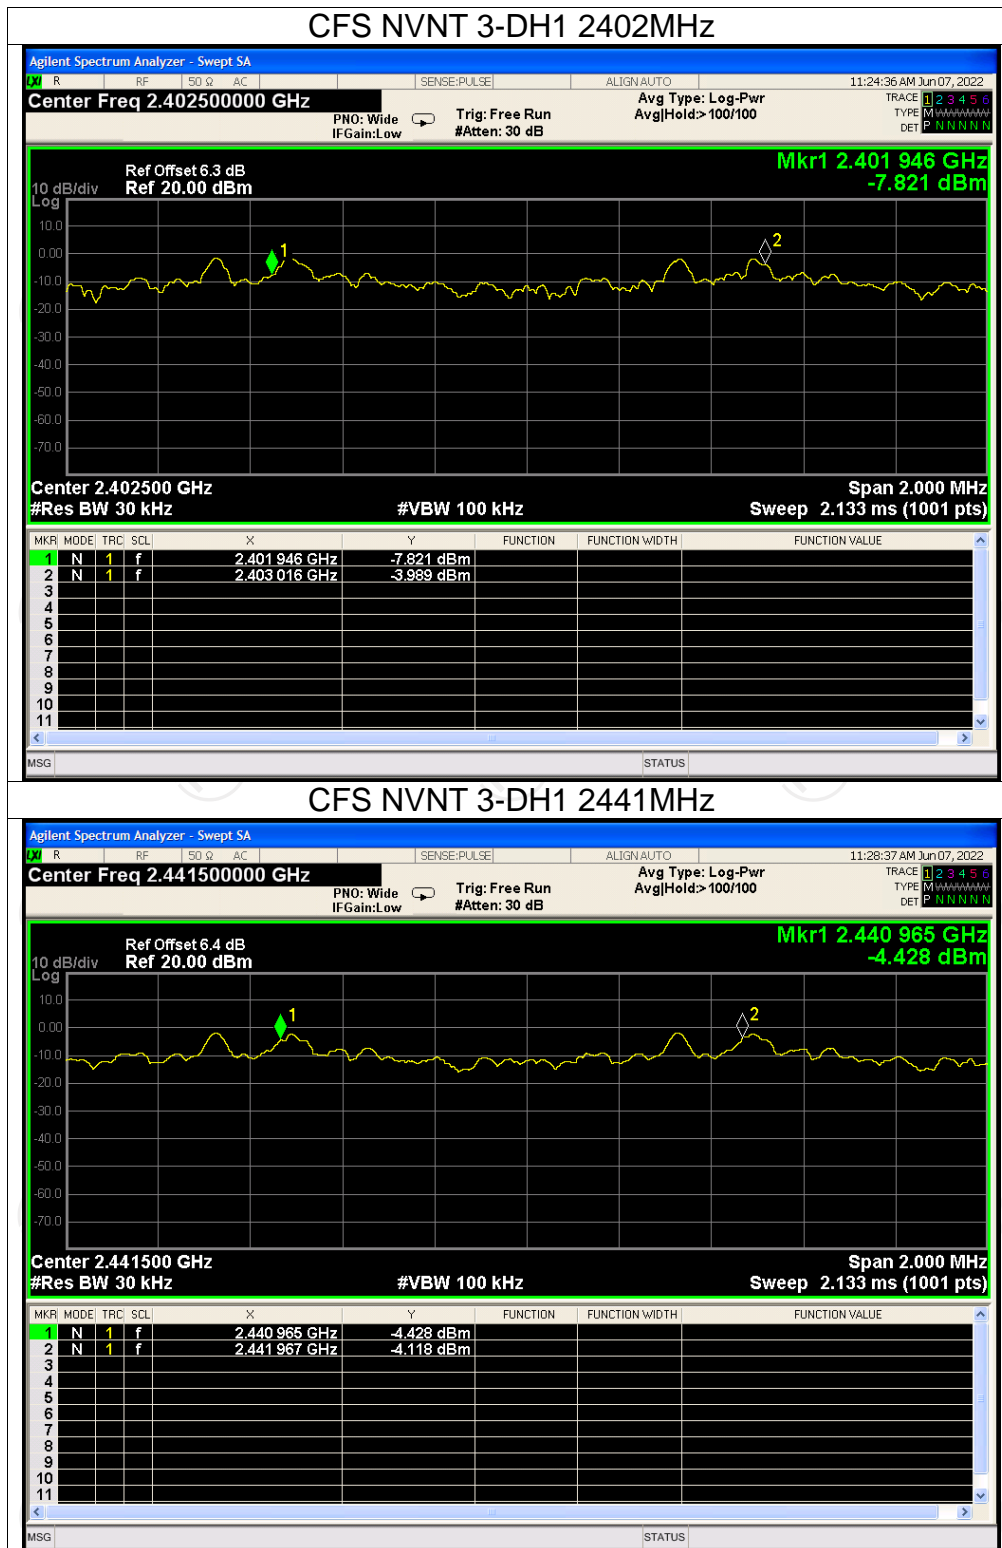 CFS NVNT 3-DH1 2402MHz
Agilent Spectrum Analyzer - Swept SA
LXI R RF 50 Ω AC SENSE:PULSE ALIGN AUTO 11:24:36 AM Jun 07, 2022
Center Freq 2.402500000 GHz Avg Type: Log-Pwr TRACE 1 2 3 4 5 6
PNO: Wide Trig: Free Run Avg|Hold:>100/100 TYPE M
IFGain:Low #Atten: 30 dB DET P N N N N N
Mkr1 2.401 946 GHz
Ref Offset 6.3 dB
10 dB/div Ref 20.00 dBm -7.821 dBm
Log
10.0
0.00
-10.0
-20.0
-30.0
-40.0
-50.0
-60.0
-70.0
1
2
Center 2.402500 GHz Span 2.000 MHz
#Res BW 30 kHz #VBW 100 kHz Sweep 2.133 ms (1001 pts)
MKR MODE TRC SCL X Y FUNCTION FUNCTION WIDTH FUNCTION VALUE
1 N 1 f 2.401 946 GHz -7.821 dBm
2 N 1 f 2.403 016 GHz -3.989 dBm
3
4
5
6
7
8
9
10
11
MSG STATUS
CFS NVNT 3-DH1 2441MHz
Agilent Spectrum Analyzer - Swept SA
LXI R RF 50 Ω AC SENSE:PULSE ALIGN AUTO 11:28:37 AM Jun 07, 2022
Center Freq 2.441500000 GHz Avg Type: Log-Pwr TRACE 1 2 3 4 5 6
PNO: Wide Trig: Free Run Avg|Hold:>100/100 TYPE M
IFGain:Low #Atten: 30 dB DET P N N N N N
Mkr1 2.440 965 GHz
Ref Offset 6.4 dB
10 dB/div Ref 20.00 dBm -4.428 dBm
Log
10.0
0.00
-10.0
-20.0
-30.0
-40.0
-50.0
-60.0
-70.0
1
2
Center 2.441500 GHz Span 2.000 MHz
#Res BW 30 kHz #VBW 100 kHz Sweep 2.133 ms (1001 pts)
MKR MODE TRC SCL X Y FUNCTION FUNCTION WIDTH FUNCTION VALUE
1 N 1 f 2.440 965 GHz -4.428 dBm
2 N 1 f 2.441 967 GHz -4.118 dBm
3
4
5
6
7
8
9
10
11
MSG STATUS